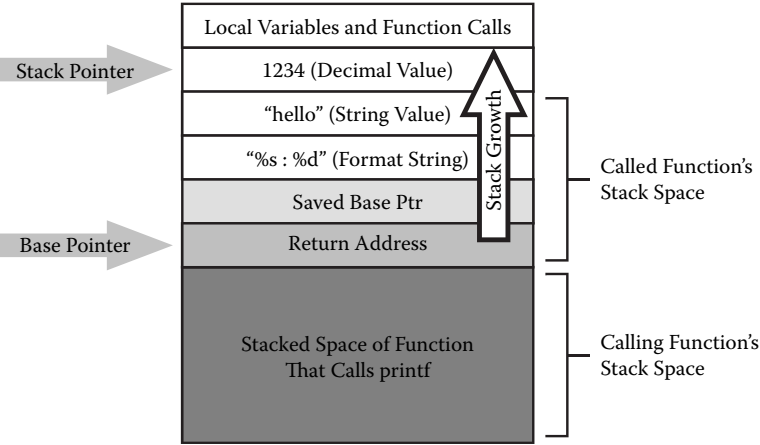 Local Variables and Function Calls
Stack Pointer
1234 (Decimal Value)
“hello” (String Value)
“%s : %d” (Format String)
Stack Growth
Called Function’s
Stack Space
Saved Base Ptr
Base Pointer
Return Address
Stacked Space of Function
That Calls printf
Calling Function’s
Stack Space